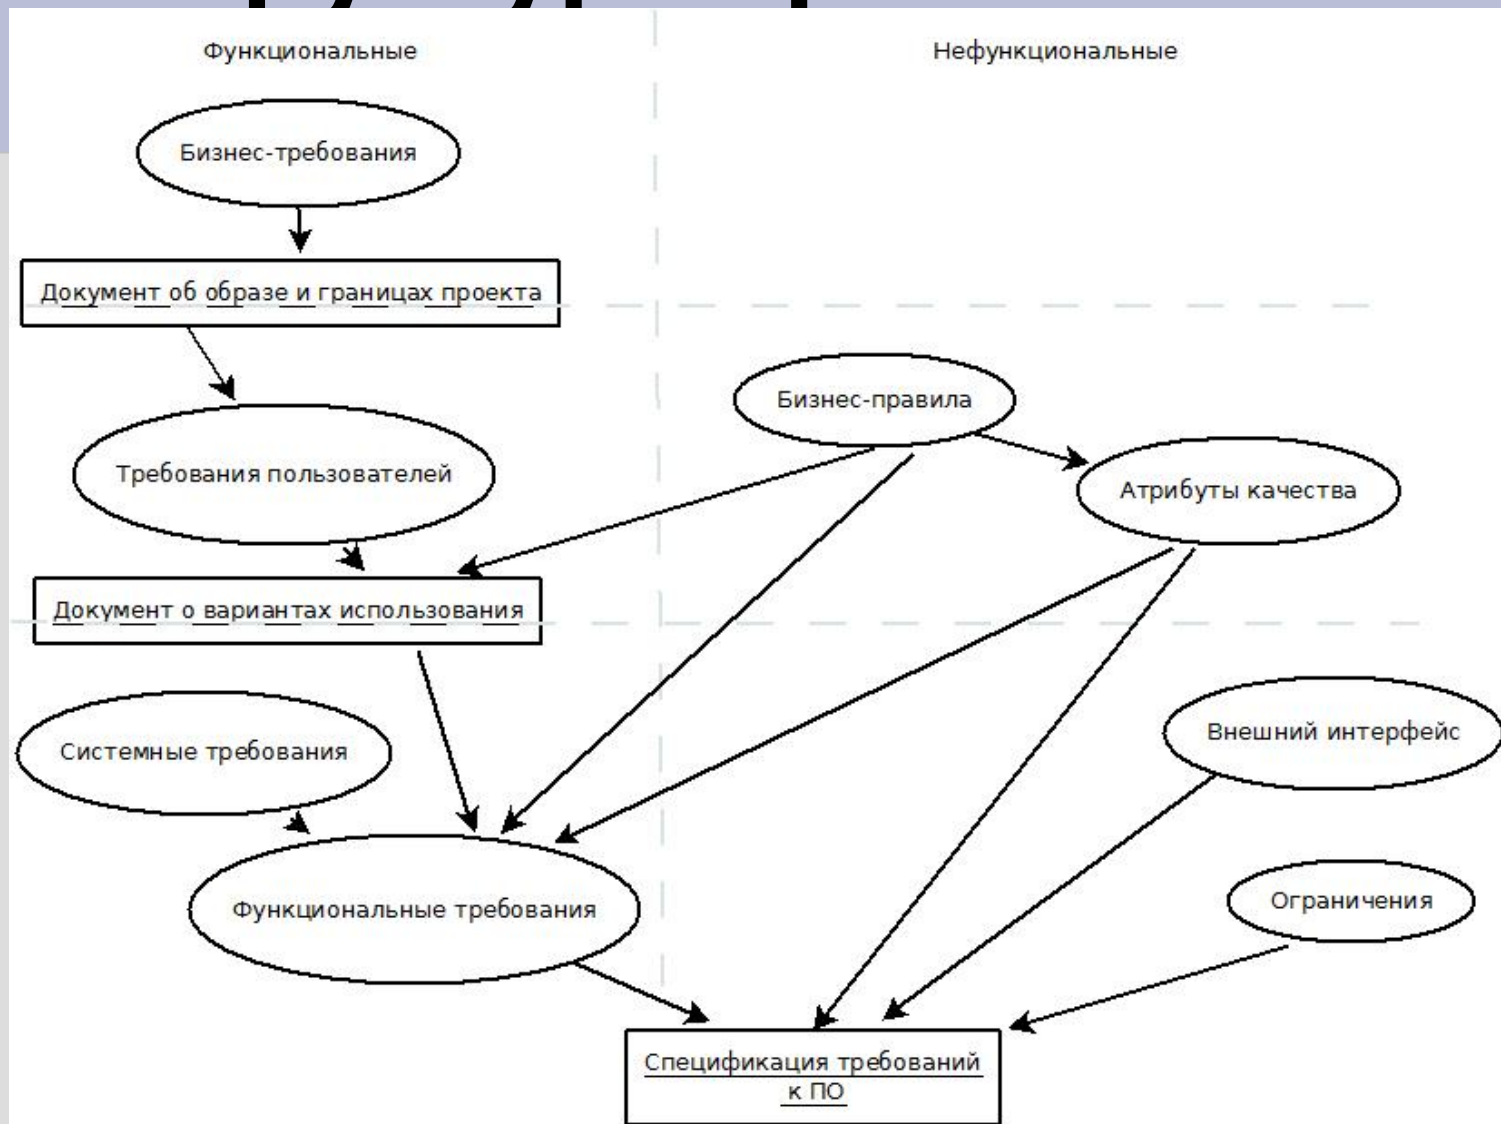 Функциональные
Нефункциональные
Бизнес-требования
Документ об образе и границах проекта
Бизнес-правила
Требования пользователей
Атрибуты качества
Документ о вариантах использования
Системные требования
Внешний интерфейс
Функциональные требования
Ограничения
Спецификация требований
к ПО